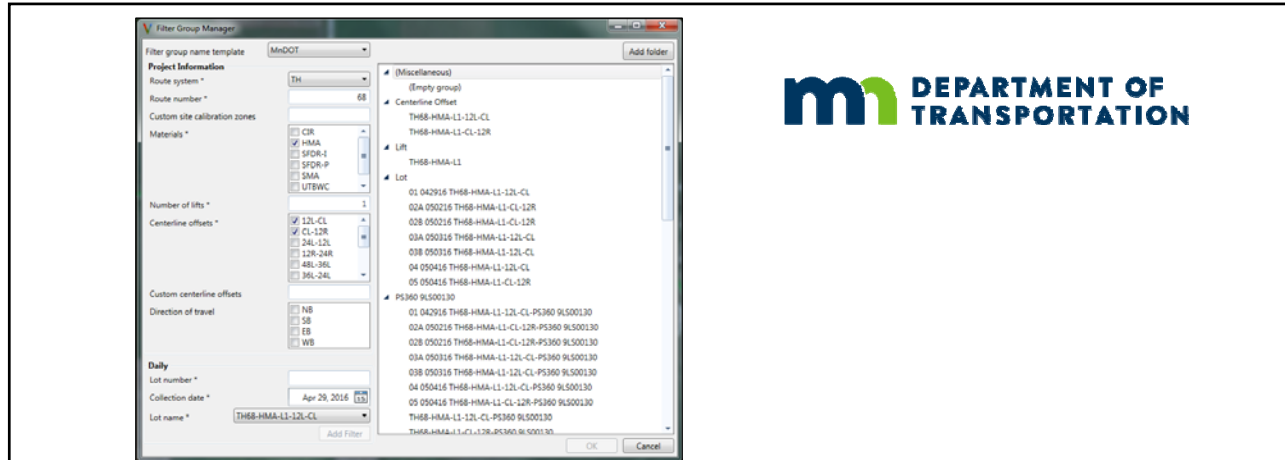 Filter Group Manager
Filter group name template MnDOT Add folder
Project Information
Route system * TH
Route number * 68
Custom site calibration zones
Materials * CIR
HMA
SFDR-I
SFDR-P
SMA
UTBWC
Number of lifts * 1
Centerline offsets * 12L-CL
CL-12R
24L-12L
12R-24R
48L-36L
36L-24L
Custom centerline offsets
Direction of travel NB
SB
EB
WB
Daily
Lot number *
Collection date * Apr 29, 2016 15
Lot name * TH68-HMA-L1-12L-CL
Add Filter
(Miscellaneous)
(Empty group)
Centerline Offset
TH68-HMA-L1-12L-CL
TH68-HMA-L1-CL-12R
Lift
TH68-HMA-L1
Lot
01 042916 TH68-HMA-L1-12L-CL
02A 050216 TH68-HMA-L1-CL-12R
02B 050216 TH68-HMA-L1-CL-12R
03A 050316 TH68-HMA-L1-12L-CL
03B 050316 TH68-HMA-L1-12L-CL
04 050416 TH68-HMA-L1-12L-CL
05 050416 TH68-HMA-L1-CL-12R
PS360 9LS00130
01 042916 TH68-HMA-L1-12L-CL-PS360 9LS00130
02A 050216 TH68-HMA-L1-CL-12R-PS360 9LS00130
02B 050216 TH68-HMA-L1-CL-12R-PS360 9LS00130
03A 050316 TH68-HMA-L1-12L-CL-PS360 9LS00130
03B 050316 TH68-HMA-L1-12L-CL-PS360 9LS00130
04 050416 TH68-HMA-L1-12L-CL-PS360 9LS00130
05 050416 TH68-HMA-L1-CL-12R-PS360 9LS00130
TH68-HMA-L1-12L-CL-PS360 9LS00130
TH68-HMA-L1-CL-12R-PS360 9LS00130
OK Cancel
DEPARTMENT OF
TRANSPORTATION